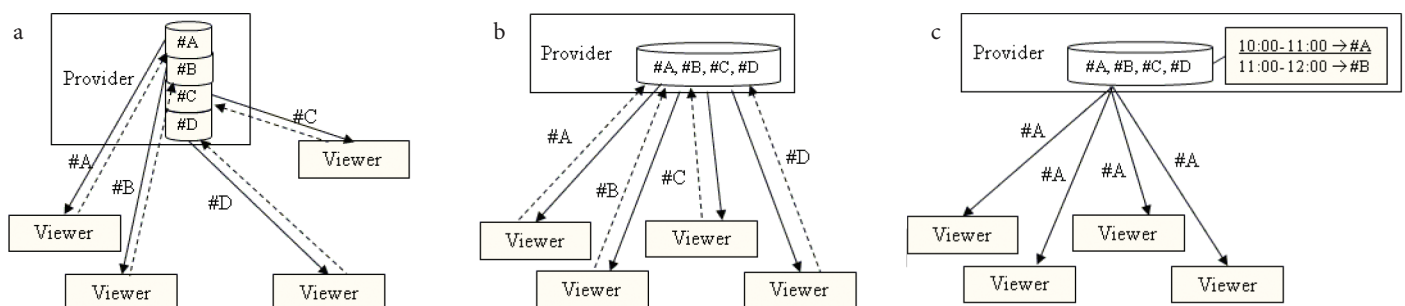 a
#A
#B
#C
#D
Provider
#A
#B
#C
#D
Viewer
Viewer
Viewer
Viewer
b
Provider
#A, #B, #C, #D
#A
#B
#C
#D
Viewer
Viewer
Viewer
Viewer
c
Provider
#A, #B, #C, #D
10:00-11:00 →#A
11:00-12:00 →#B
#A
#A
#A
#A
Viewer
Viewer
Viewer
Viewer